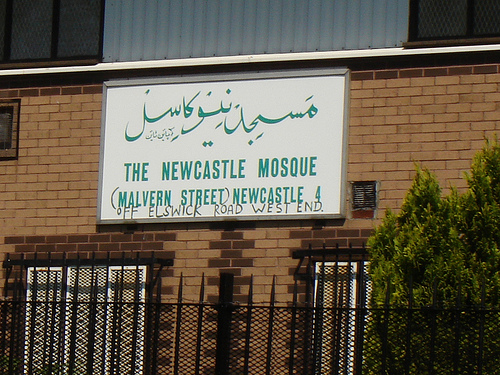 مسجد نیوکاسل
THE NEWCASTLE MOSQUE
(MALVERN STREET) NEWCASTLE 4
OFF ELSWICK ROAD WEST END